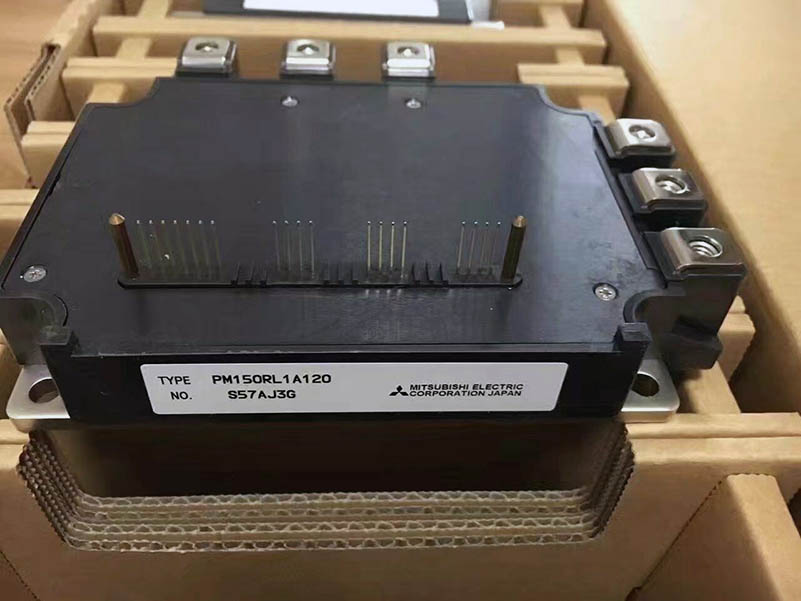 TYPE PM150RL1A120
NO. S57AJ3G
MITSUBISHI ELECTRIC
CORPORATION JAPAN